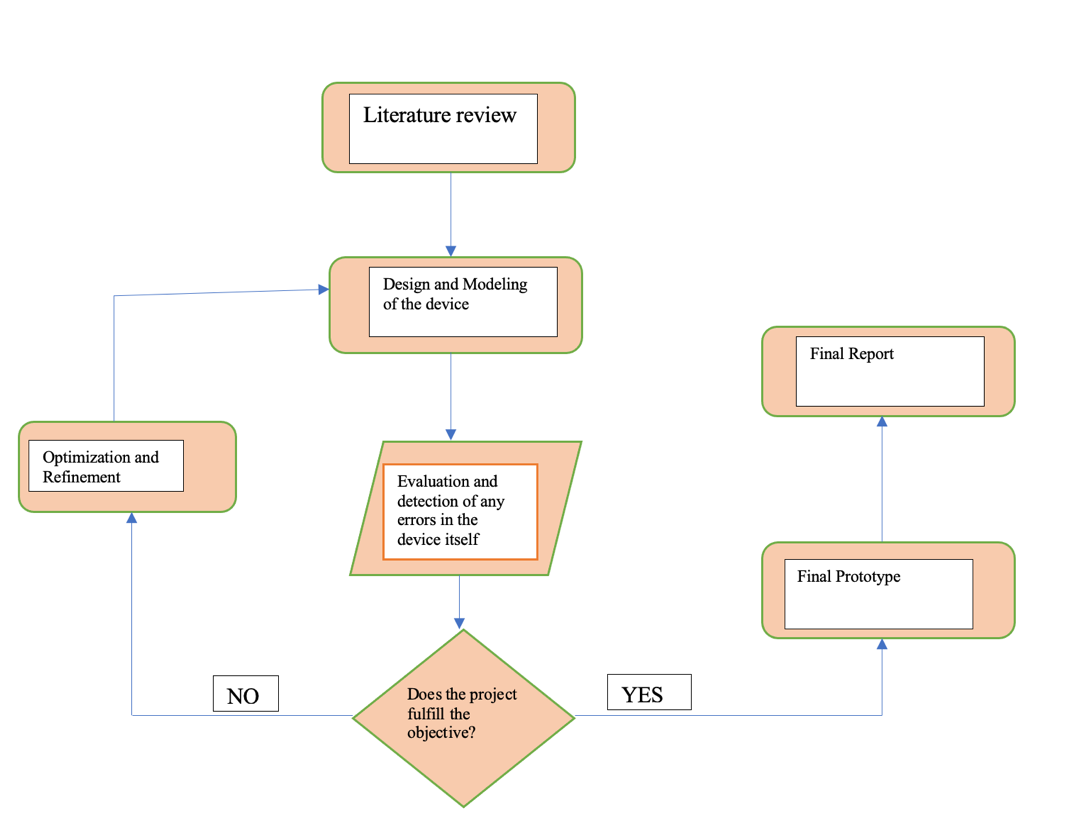 Literature review
Design and Modeling
of the device
Final Report
Optimization and
Refinement
Evaluation and
detection of any
errors in the
device itself
Final Prototype
NO
Does the project
fulfill the
objective?
YES